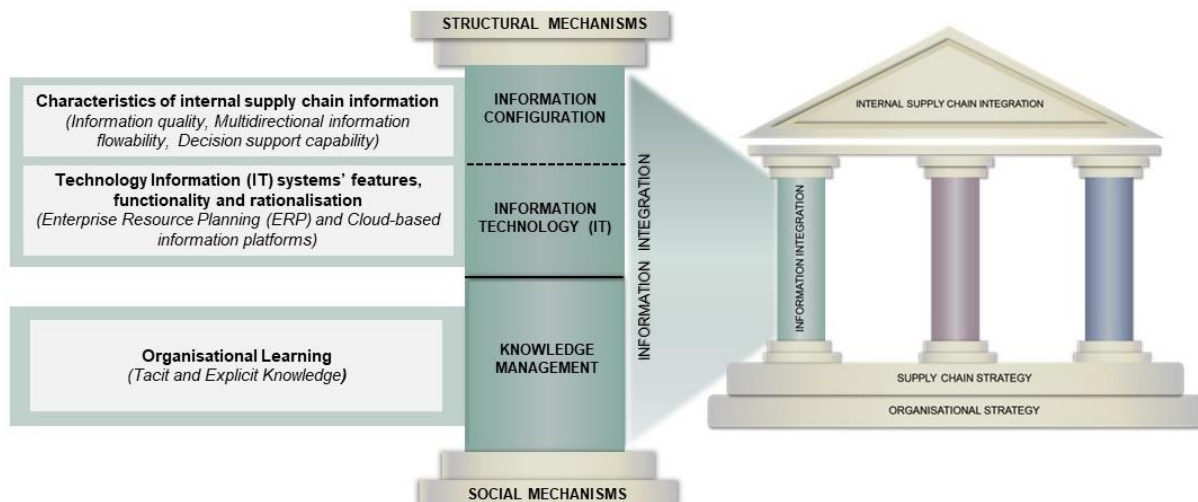 STRUCTURAL MECHANISMS
Characteristics of internal supply chain information
(Information quality, Multidirectional information
flowability, Decision support capability)
INFORMATION
CONFIGURATION
Technology Information (IT) systems' features,
functionality and rationalisation
(Enterprise Resource Planning (ERP) and Cloud-based
information platforms)
INFORMATION
TECHNOLOGY (IT)
Organisational Learning
(Tacit and Explicit Knowledge)
KNOWLEDGE
MANAGEMENT
SOCIAL MECHANISMS
INFORMATION INTEGRATION
INTERNAL SUPPLY CHAIN INTEGRATION
INFORMATION INTEGRATION
SUPPLY CHAIN STRATEGY
ORGANISATIONAL STRATEGY